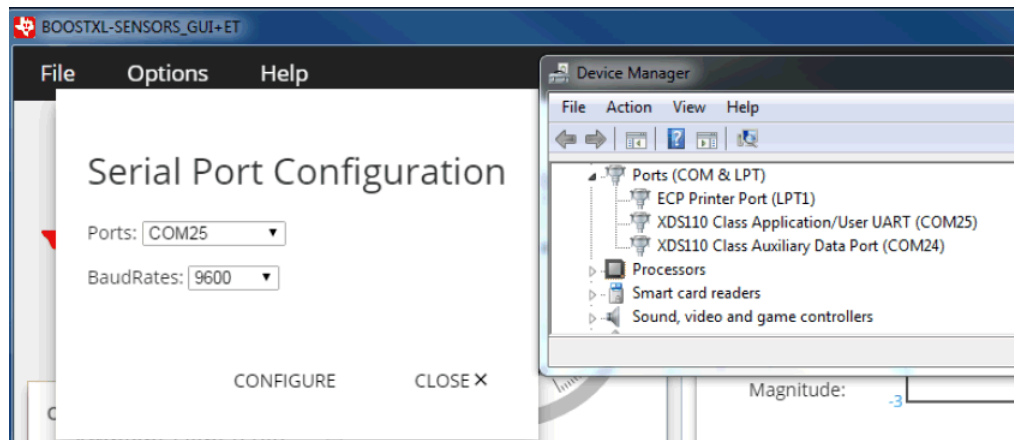 BOOSTXL-SENSORS_GUI+ET
File Options Help
Serial Port Configuration
Ports: COM25
BaudRates: 9600
CONFIGURE CLOSE X
Device Manager
File Action View Help
Ports (COM & LPT)
ECP Printer Port (LPT1)
XDS110 Class Application/User UART (COM25)
XDS110 Class Auxiliary Data Port (COM24)
Processors
Smart card readers
Sound, video and game controllers
Magnitude:
-3